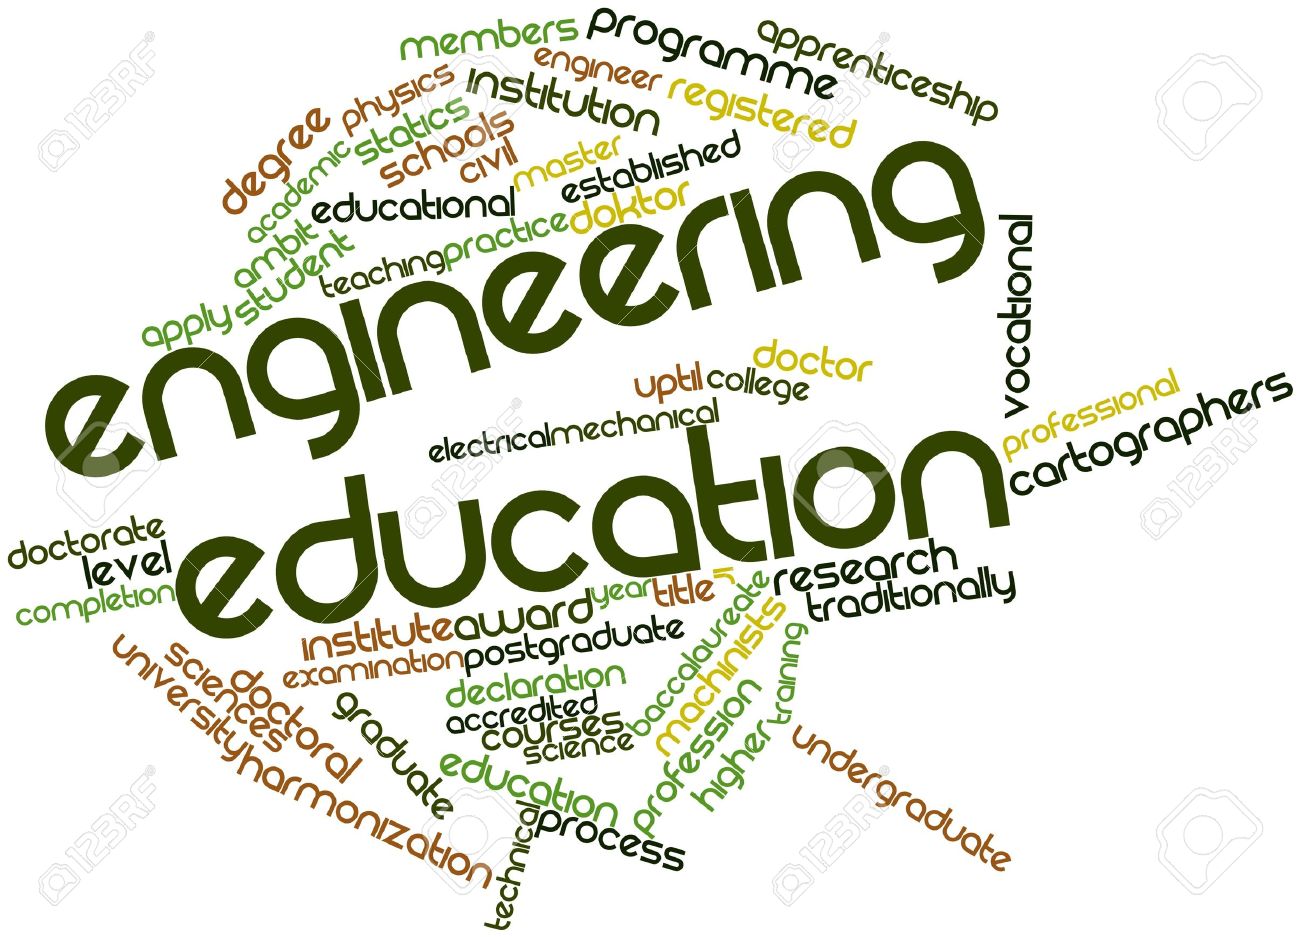 members
programme
apprenticeship
engineer
registered
institution
physics
degree
statics
academic
schools
civil
master
established
educational
doktor
ambit
student
practice
teaching
apply
engineering
vocational
uptil
college
doctor
electrical
mechanical
professional
cartographers
education
doctorate
level
completion
research
traditionally
institute
award
year
title
baccalaureate
machinists
examination
postgraduate
declaration
accredited
courses
science
university
sciences
doctoral
harmonization
graduate
education
technical
process
profession
higher
training
undergraduate
123RF